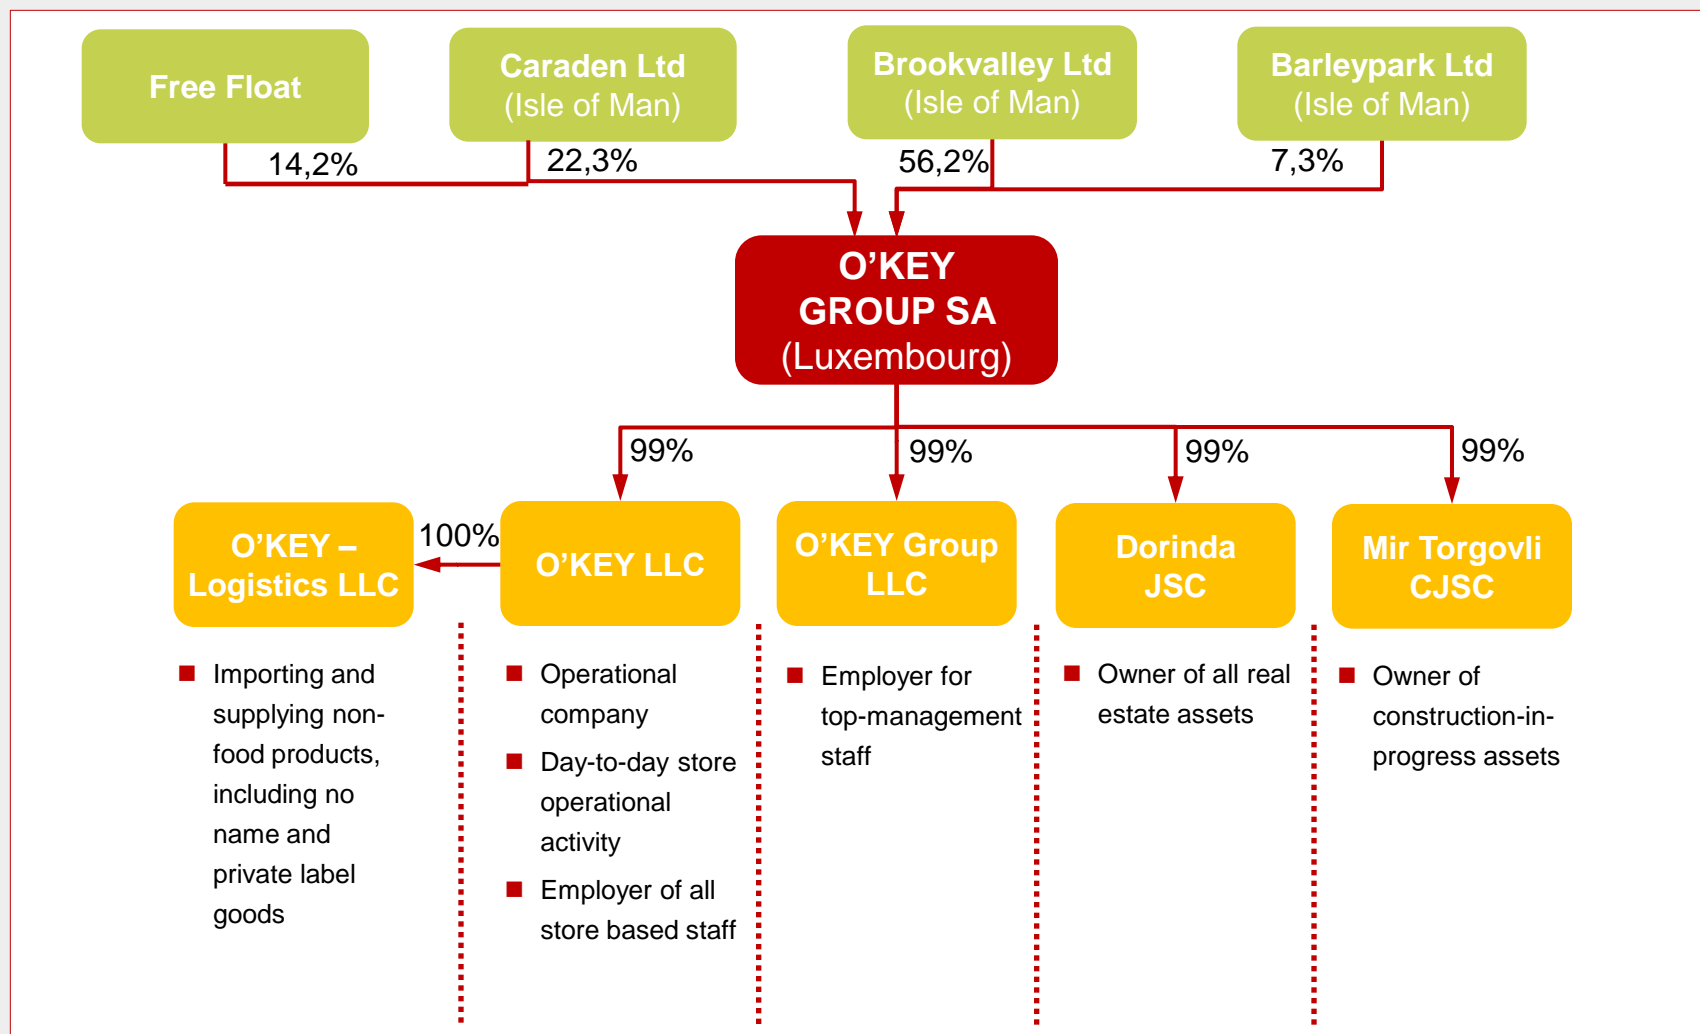 Free Float
Caraden Ltd
(Isle of Man)
Brookvalley Ltd
(Isle of Man)
Barleypark Ltd
(Isle of Man)
14,2%
22,3%
56,2%
7,3%
O’KEY
GROUP SA
(Luxembourg)
99%
99%
99%
99%
O’KEY –
Logistics LLC
100%
O’KEY LLC
O’KEY Group
LLC
Dorinda
JSC
Mir Torgovli
CJSC
Importing and
supplying non-
food products,
including no
name and
private label
goods
Operational
company
Day-to-day store
operational
activity
Employer of all
store based staff
Employer for
top-management
staff
Owner of all real
estate assets
Owner of
construction-in-
progress assets